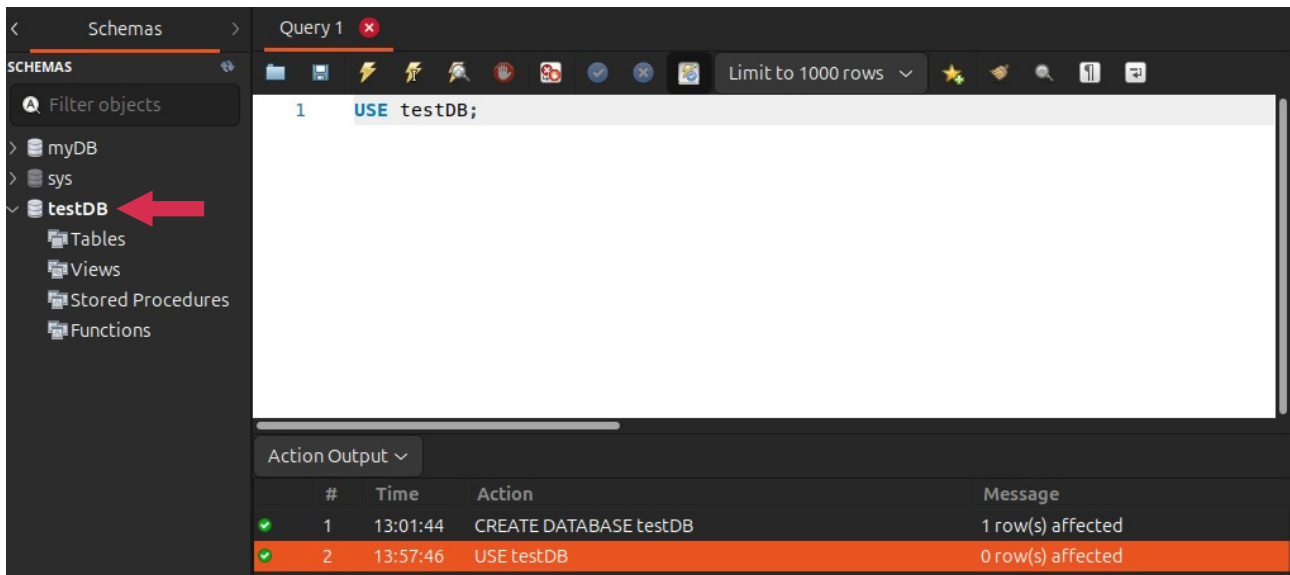 Schemas
SCHEMAS
Filter objects
myDB
sys
testDB
Tables
Views
Stored Procedures
Functions
Query 1
Limit to 1000 rows
1 USE testDB;
Action Output
# Time Action Message
1 13:01:44 CREATE DATABASE testDB 1 row(s) affected
2 13:57:46 USE testDB 0 row(s) affected